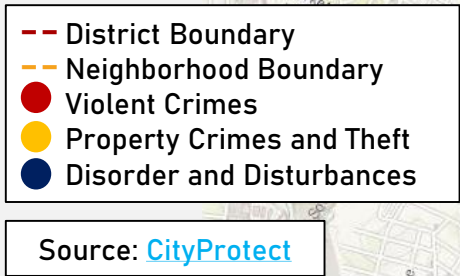 District Boundary
Neighborhood Boundary
Violent Crimes
Property Crimes and Theft
Disorder and Disturbances
Source: CityProtect